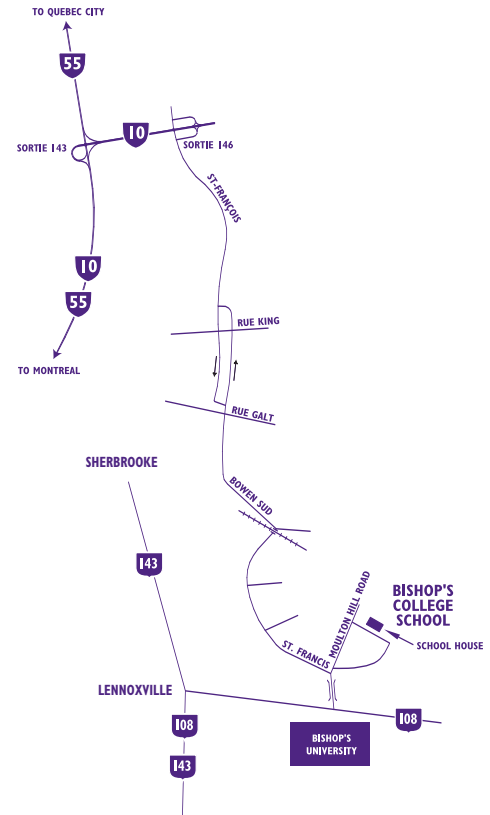 TO QUEBEC CITY
55
10
SORTIE 143
SORTIE 146
ST-FRANÇOIS
10
55
RUE KING
TO MONTREAL
RUE GALT
SHERBROOKE
BOWEN SUD
143
MOULTON HILL ROAD
BISHOP'S
COLLEGE
SCHOOL
SCHOOL HOUSE
ST. FRANCIS
LENNOXVILLE
108
108
BISHOP'S
UNIVERSITY
143